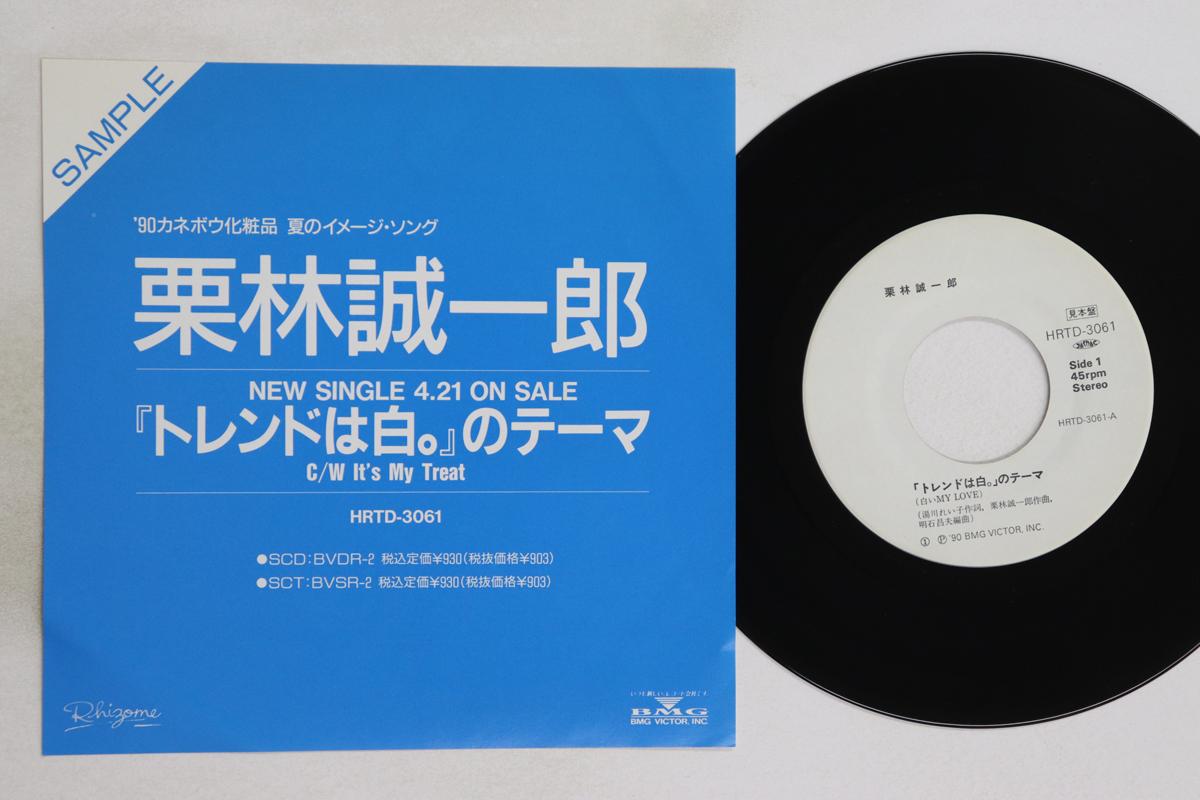 SAMPLE
'90カネボウ化粧品 夏のイメージ・ソング
栗林誠一郎
NEW SINGLE 4.21 ON SALE
『トレンドは白。』のテーマ
C/W It's My Treat
HRTD-3061
●SCD:BVDR-2 税込定価¥930(税抜価格¥903)
●SCT:BVSR-2 税込定価¥930(税抜価格¥903)
Rhizome
BMG
BMG VICTOR, INC.
栗林誠一郎
見本盤
HRTD-3061
Side 1
45rpm
Stereo
HRTD-3061-A
「トレンドは白。」のテーマ
(白いMY LOVE)
(湯川れい子作詞, 栗林誠一郎作曲,
明石昌夫編曲)
① Ⓟ '90 BMG VICTOR, INC.